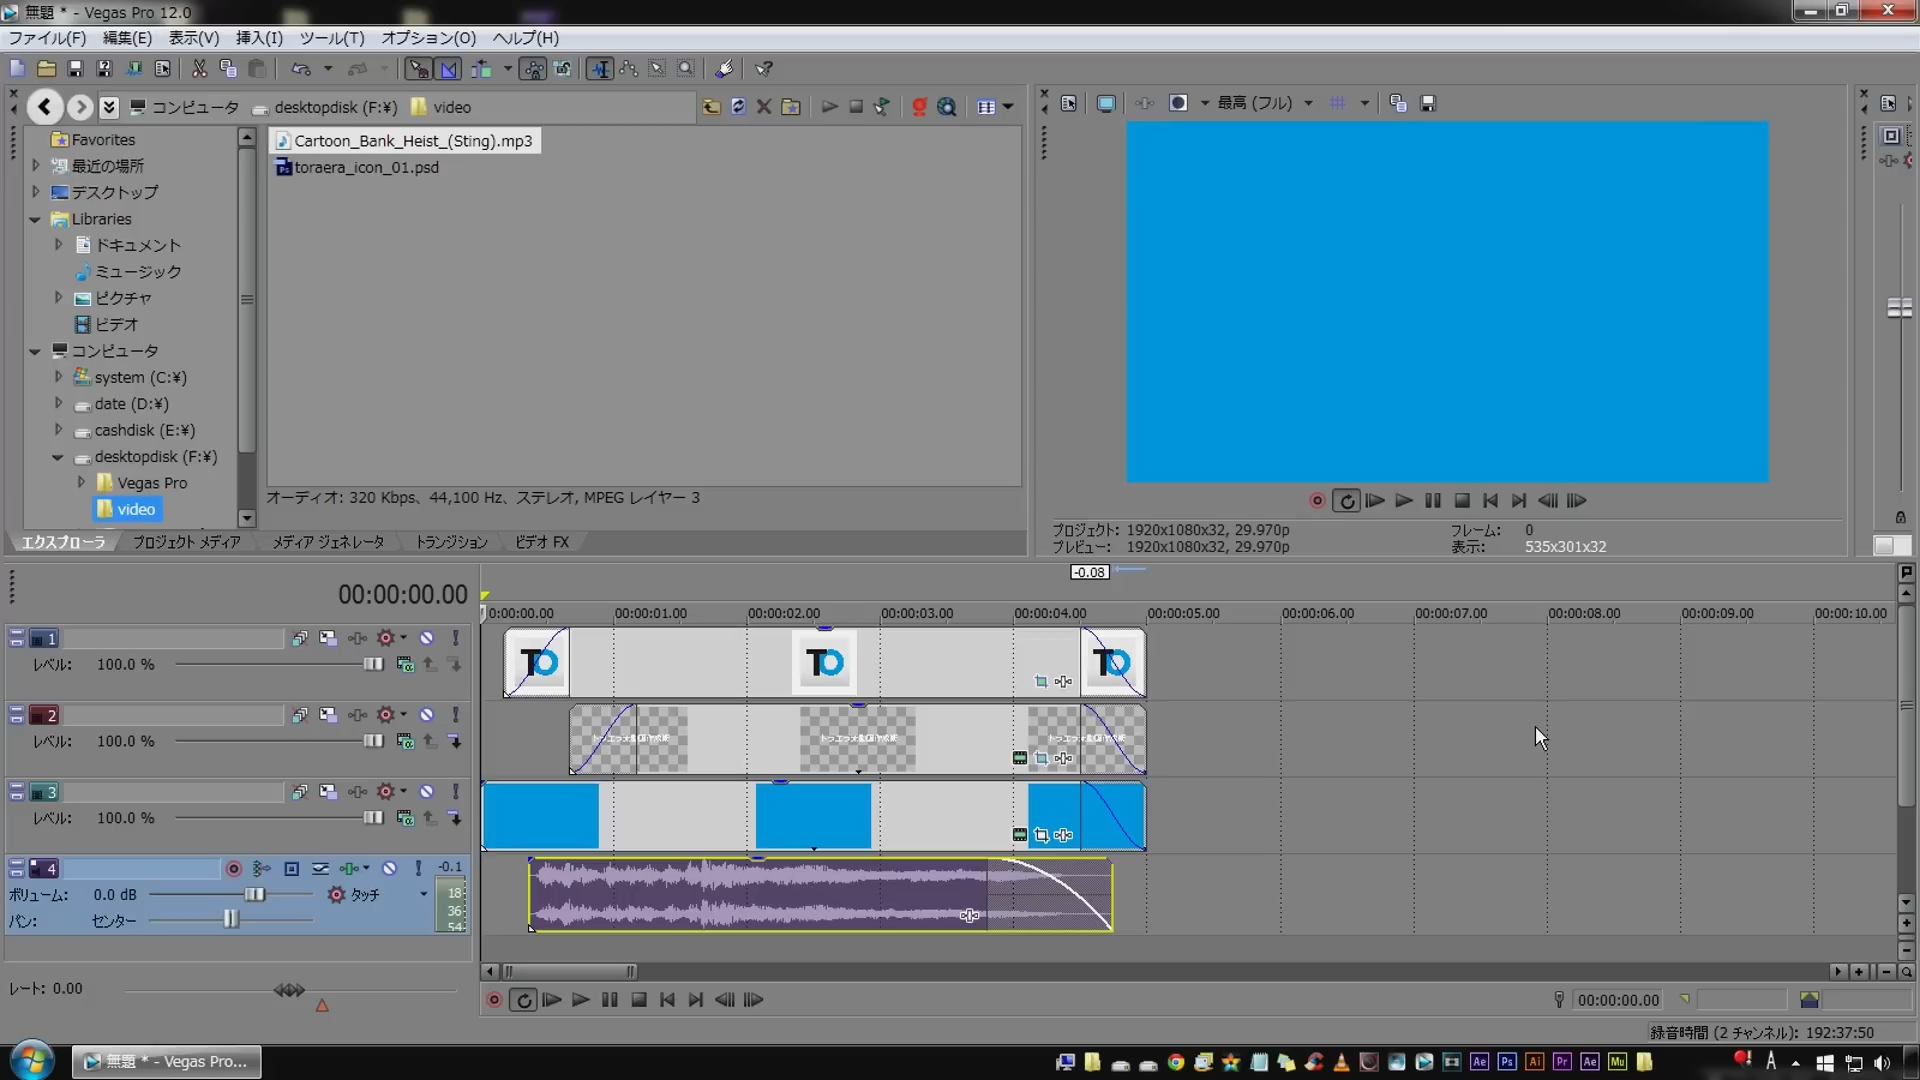 無題 * - Vegas Pro 12.0
ファイル(F) 編集(E) 表示(V) 挿入(I) ツール(T) オプション(O) ヘルプ(H)
コンピュータ desktopdisk (F:¥) video
最高 (フル)
Favorites
最近の場所
デスクトップ
Libraries
ドキュメント
ミュージック
ピクチャ
ビデオ
コンピュータ
system (C:¥)
date (D:¥)
cashdisk (E:¥)
desktopdisk (F:¥)
Vegas Pro
video
Cartoon_Bank_Heist_(Sting).mp3
toraera_icon_01.psd
オーディオ: 320 Kbps、44,100 Hz、ステレオ, MPEG レイヤー 3
エクスプローラ プロジェクト メディア メディア ジェネレータ トランジション ビデオ FX
プロジェクト: 1920x1080x32, 29.970p フレーム: 0
プレビュー: 1920x1080x32, 29.970p 表示: 535x301x32
-0.08
00:00:00.00
0:00:00.00 00:00:01.00 00:00:02.00 00:00:03.00 00:00:04.00 00:00:05.00 00:00:06.00 00:00:07.00 00:00:08.00 00:00:09.00 00:00:10.00
1
レベル: 100.0 %
TO TO TO
2
レベル: 100.0 %
3
レベル: 100.0 %
4 -0.1
ボリューム: 0.0 dB タッチ 18
36
パン: センター 54
レート: 0.00
00:00:00.00
録音時間 (2 チャンネル): 192:37:50
無題 * - Vegas Pro...
Ae Ps Ai Pr Ae Mu A